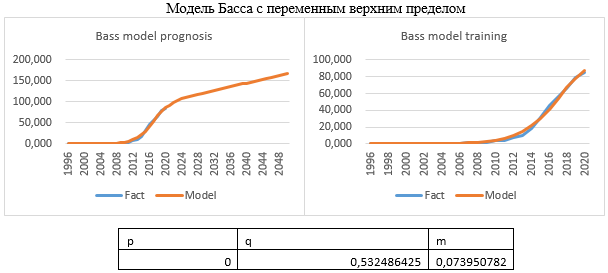 Модель Басса с переменным верхним пределом
Bass model prognosis
200,000
150,000
100,000
50,000
0,000
1996 2000 2004 2008 2012 2016 2020 2024 2028 2032 2036 2040 2044 2048
Fact Model
Bass model training
100,000
80,000
60,000
40,000
20,000
0,000
1996 1998 2000 2002 2004 2006 2008 2010 2012 2014 2016 2018 2020
Fact Model
p q m
0 0,532486425 0,073950782